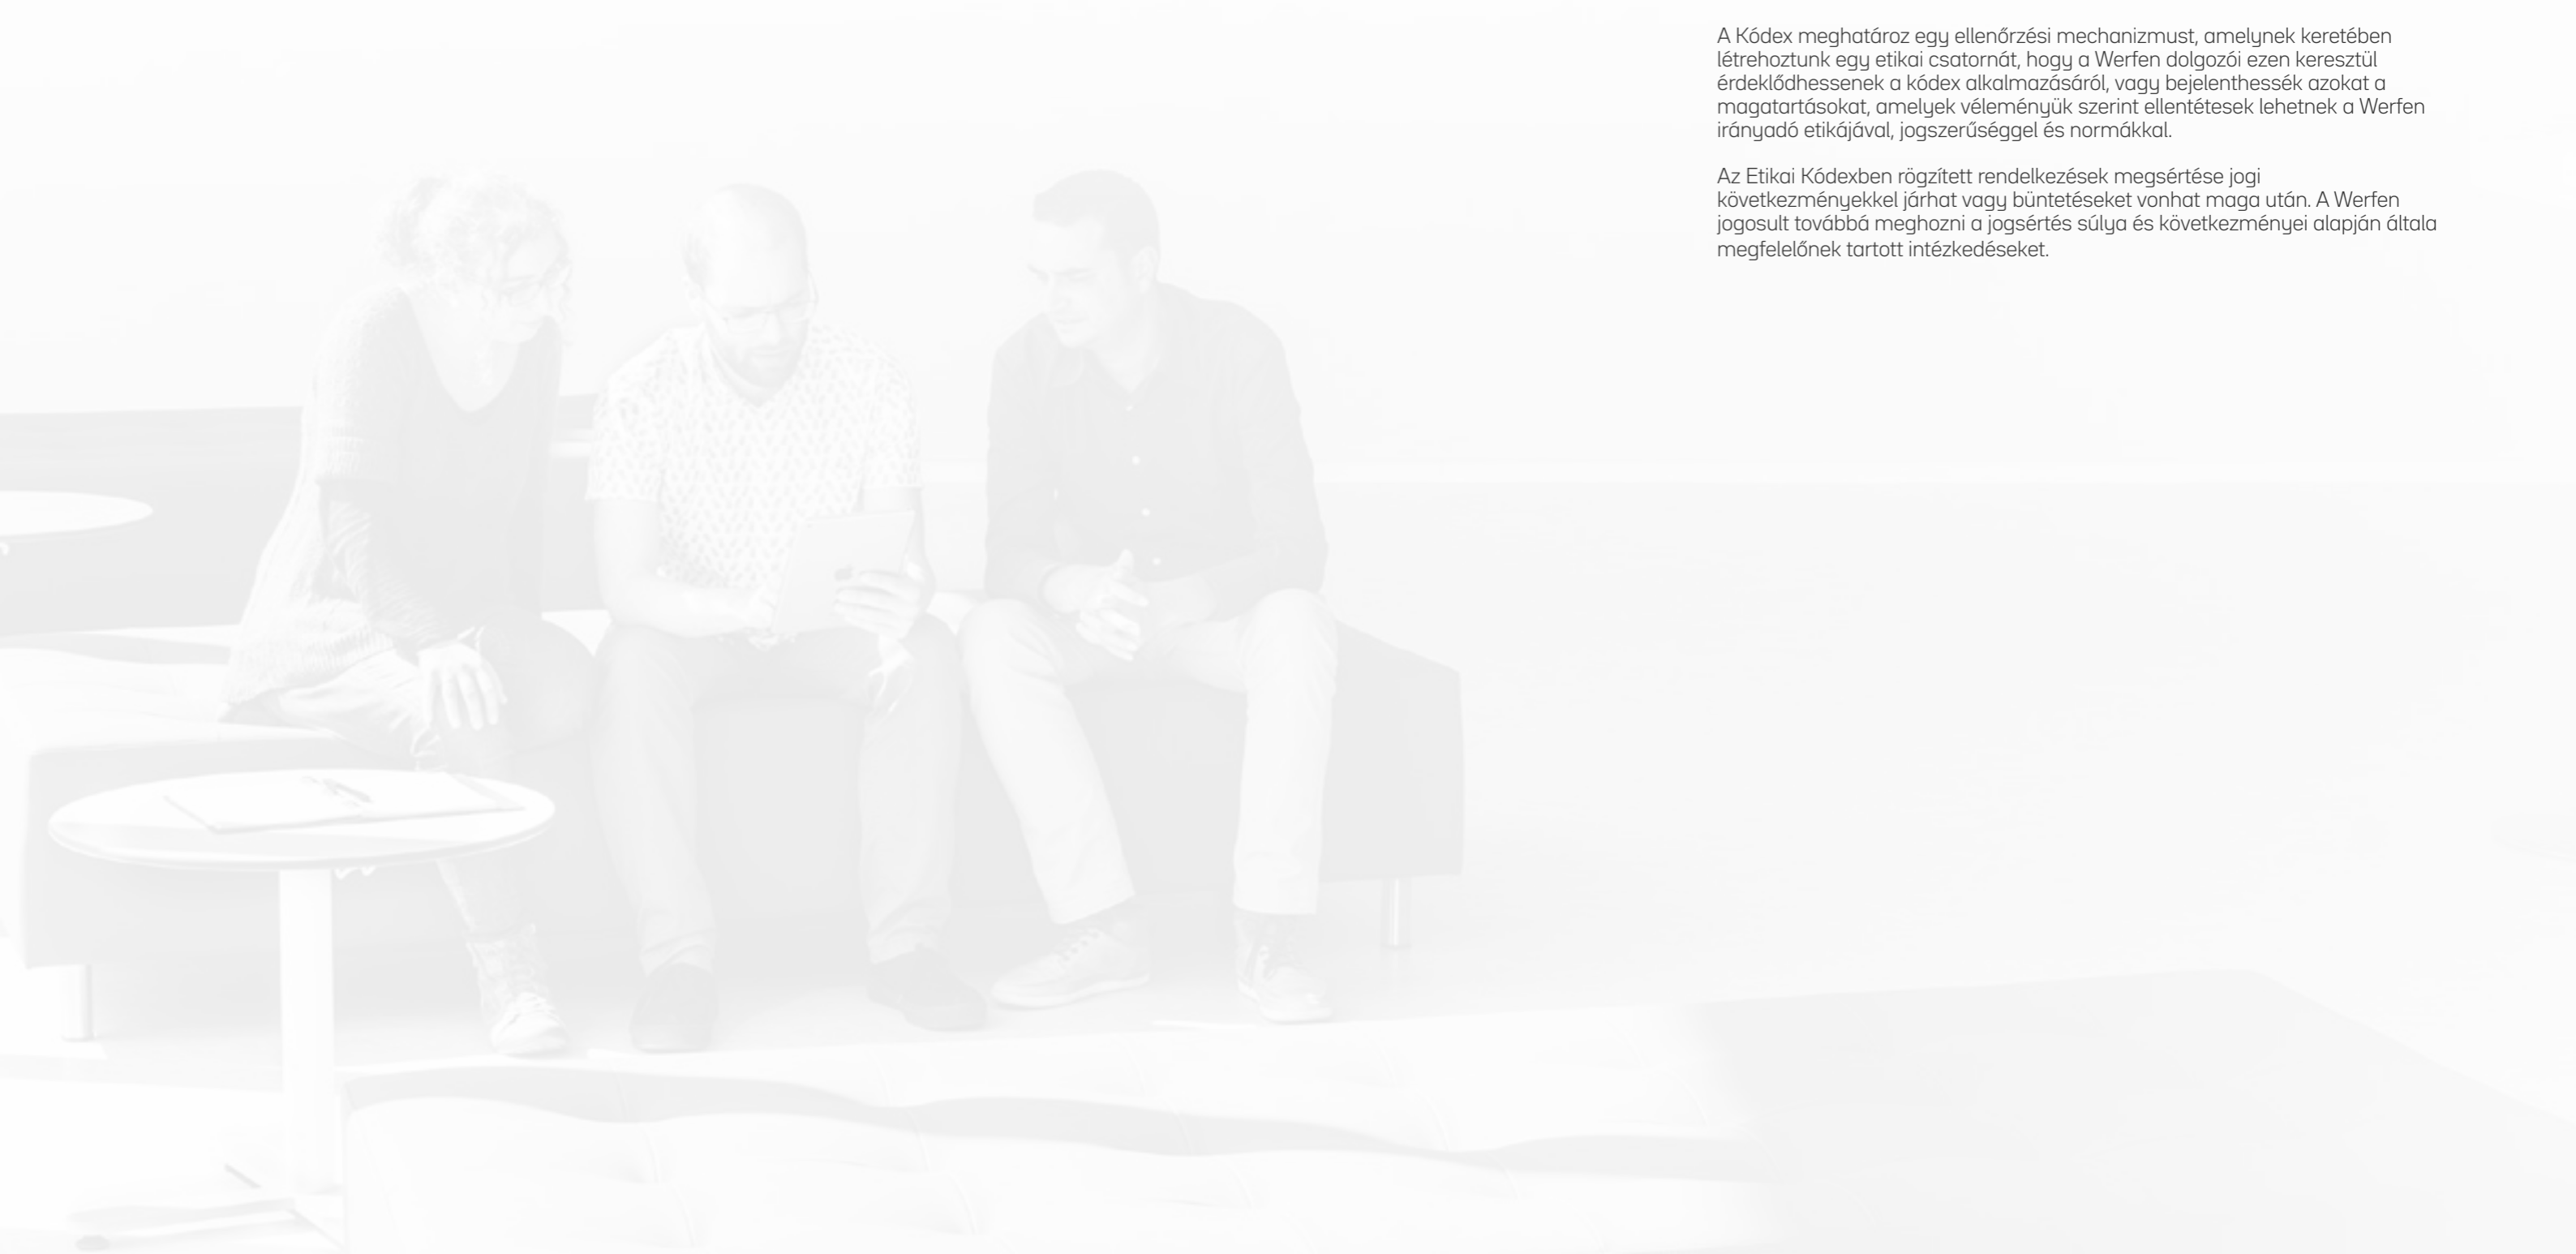 A Kódex meghatároz egy ellenőrzési mechanizmust, amelynek keretében
létrehoztunk egy etikai csatornát, hogy a Werfen dolgozói ezen keresztül
érdeklődhessenek a kódex alkalmazásáról, vagy bejelenthessék azokat a
magatartásokat, amelyek véleményük szerint ellentétesek lehetnek a Werfen
irányadó etikájával, jogszerűséggel és normákkal.
Az Etikai Kódexben rögzített rendelkezések megsértése jogi
következményekkel járhat vagy büntetéseket vonhat maga után. A Werfen
jogosult továbbá meghozni a jogsértés súlya és következményei alapján általa
megfelelőnek tartott intézkedéseket.